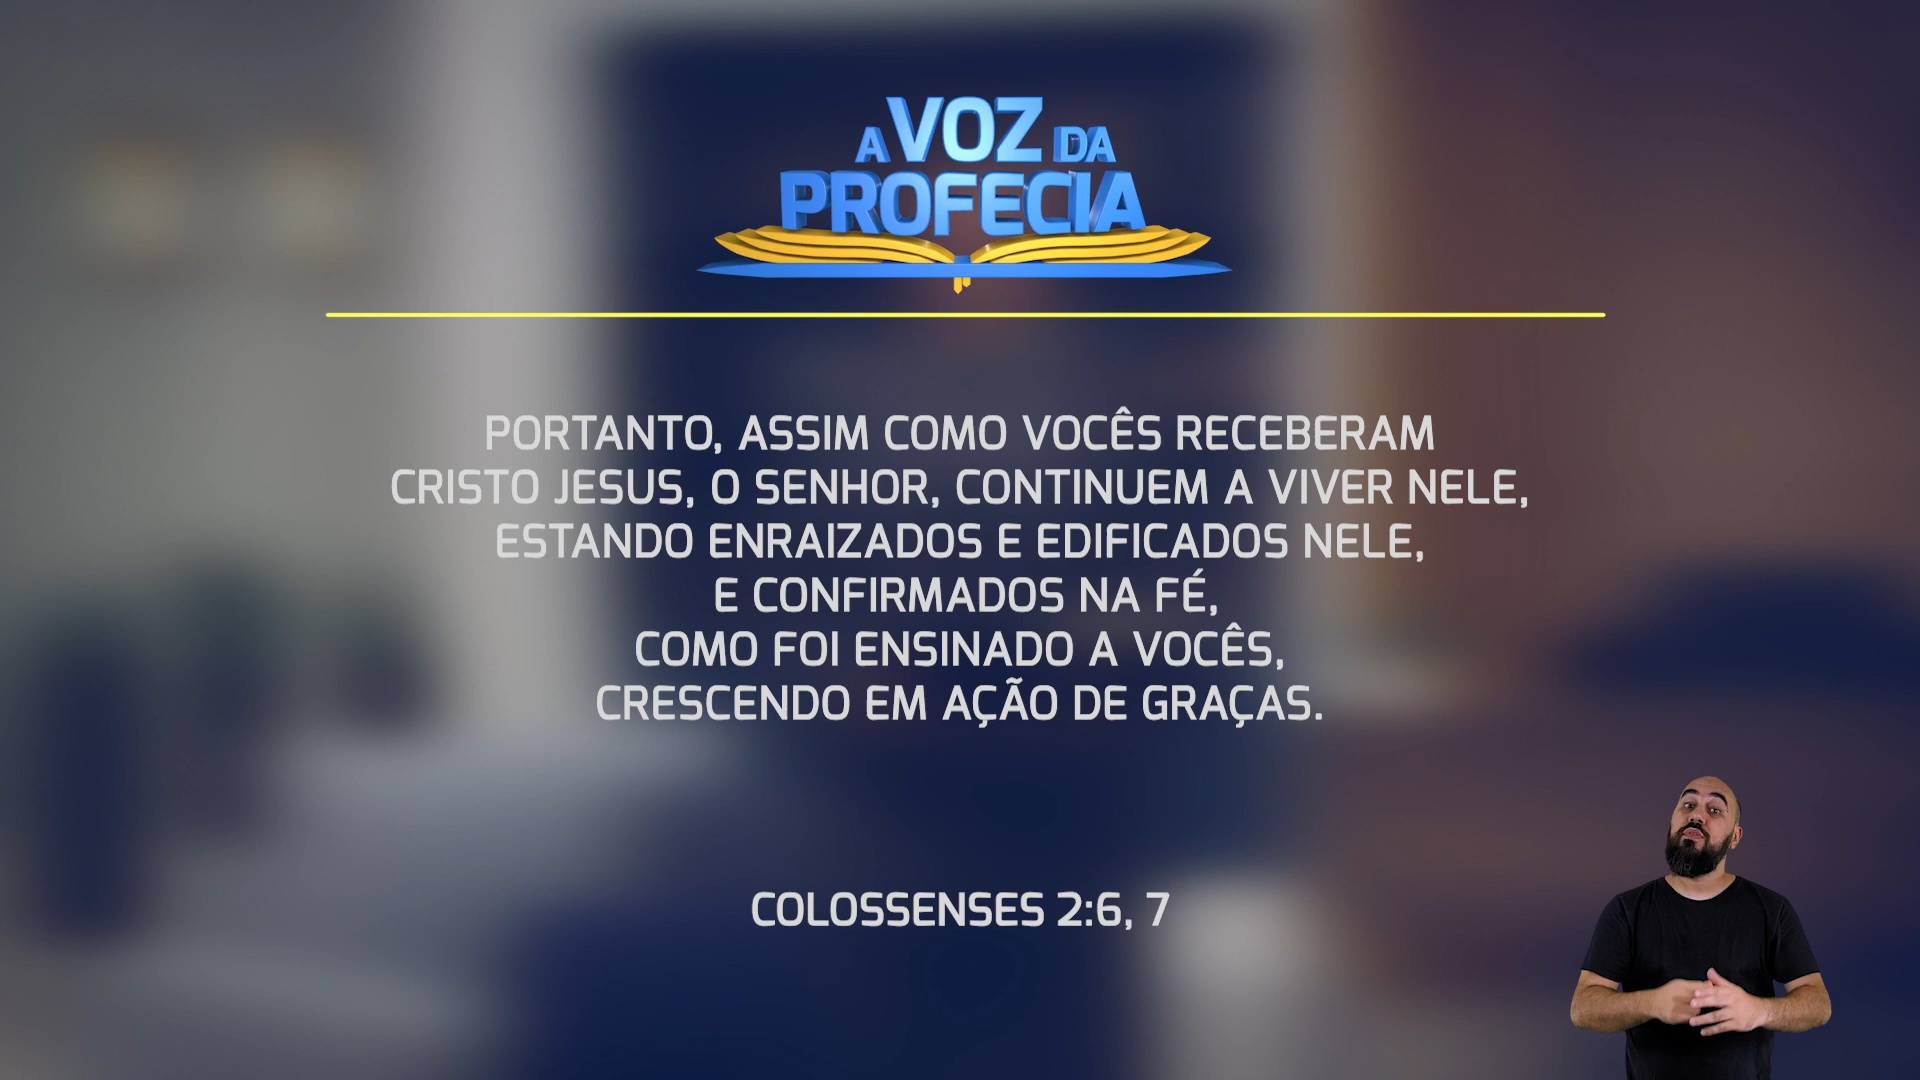 A VOZ DA
PROFECIA
PORTANTO, ASSIM COMO VOCÊS RECEBERAM
CRISTO JESUS, O SENHOR, CONTINUEM A VIVER NELE,
ESTANDO ENRAIZADOS E EDIFICADOS NELE,
E CONFIRMADOS NA FÉ,
COMO FOI ENSINADO A VOCÊS,
CRESCENDO EM AÇÃO DE GRAÇAS.
COLOSSENSES 2:6, 7